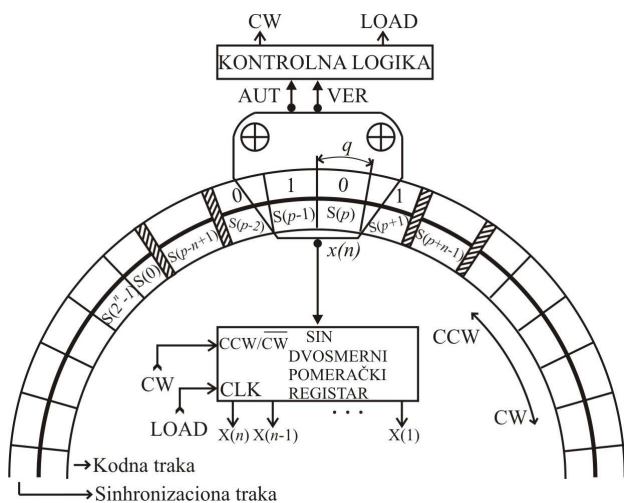 CW LOAD
KONTROLNA LOGIKA
AUT VER
q
0 1 0 1
S(2ⁿ-1) S(0) S(p-n+1) S(p-2) S(p-1) S(p) S(p+1) S(p+n-1)
x(n)
CCW/C̅W̅ SIN
DVOSMERNI
POMERAČKI
REGISTAR
CLK
CW
LOAD
X(n) X(n-1) . . . X(1)
CCW
CW
Kodna traka
Sinhronizaciona traka